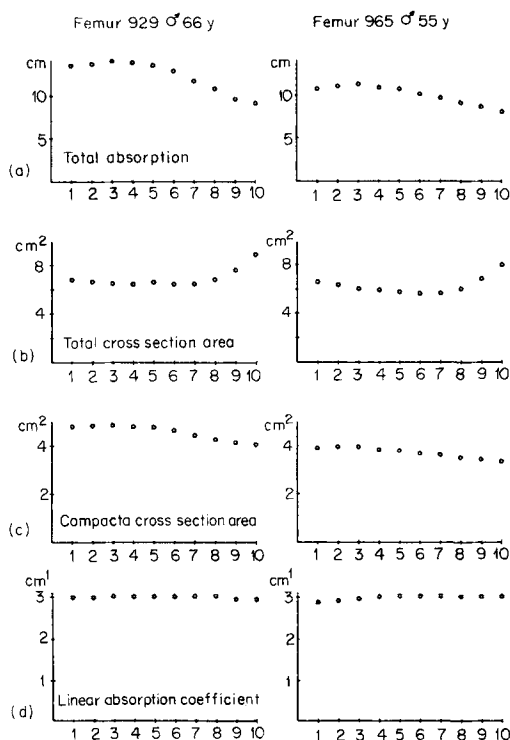 Femur 929 ♂ 66 y
Femur 965 ♂ 55 y
(a)
cm
10
5
Total absorption
1 2 3 4 5 6 7 8 9 10
cm
10
5
1 2 3 4 5 6 7 8 9 10
(b)
cm²
8
4
Total cross section area
1 2 3 4 5 6 7 8 9 10
cm²
8
4
1 2 3 4 5 6 7 8 9 10
(c)
cm²
4
2
Compacta cross section area
1 2 3 4 5 6 7 8 9 10
cm²
4
2
1 2 3 4 5 6 7 8 9 10
(d)
cm¹
3
2
1
Linear absorption coefficient
1 2 3 4 5 6 7 8 9 10
cm¹
3
2
1
1 2 3 4 5 6 7 8 9 10